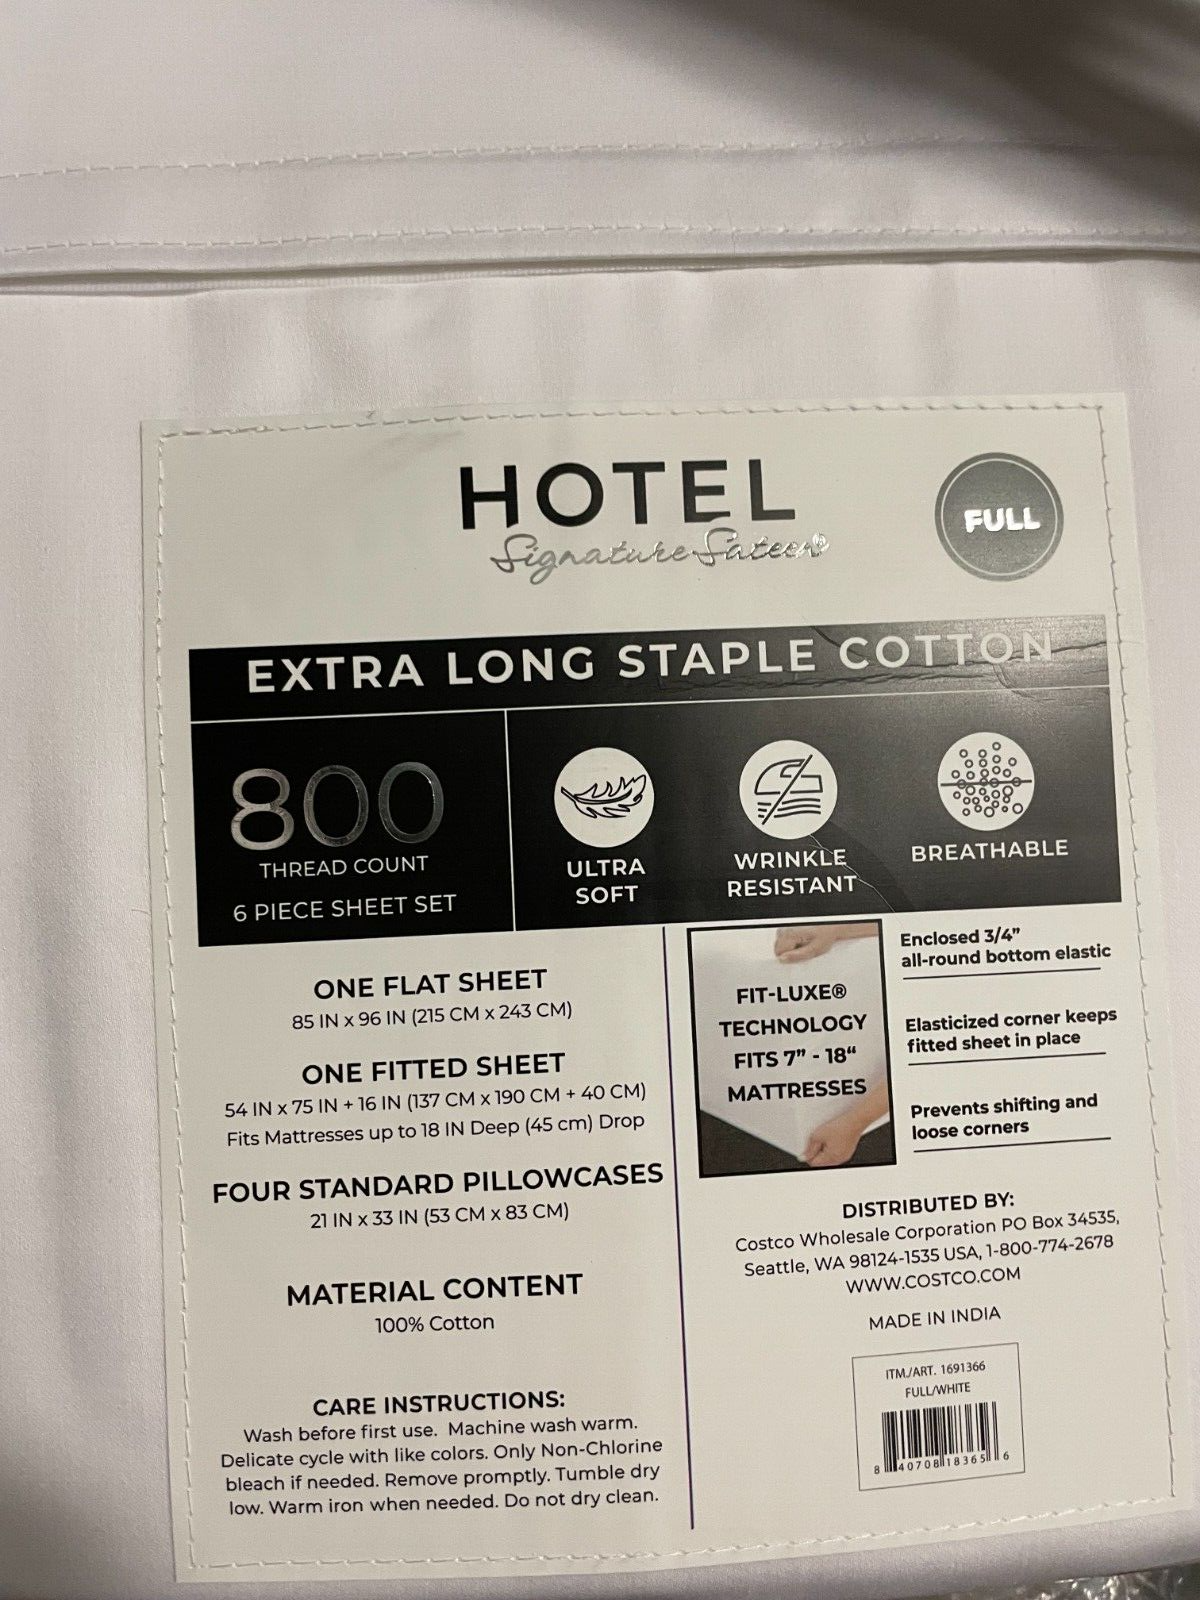 HOTEL
Signature Sateen®
FULL
EXTRA LONG STAPLE COTTON
800
THREAD COUNT
6 PIECE SHEET SET
ULTRA
SOFT
WRINKLE
RESISTANT
BREATHABLE
ONE FLAT SHEET
85 IN x 96 IN (215 CM x 243 CM)
ONE FITTED SHEET
54 IN x 75 IN + 16 IN (137 CM x 190 CM + 40 CM)
Fits Mattresses up to 18 IN Deep (45 cm) Drop
FOUR STANDARD PILLOWCASES
21 IN x 33 IN (53 CM x 83 CM)
MATERIAL CONTENT
100% Cotton
CARE INSTRUCTIONS:
Wash before first use. Machine wash warm.
Delicate cycle with like colors. Only Non-Chlorine
bleach if needed. Remove promptly. Tumble dry
low. Warm iron when needed. Do not dry clean.
FIT-LUXE®
TECHNOLOGY
FITS 7” - 18“
MATTRESSES
Enclosed 3/4”
all-round bottom elastic
Elasticized corner keeps
fitted sheet in place
Prevents shifting and
loose corners
DISTRIBUTED BY:
Costco Wholesale Corporation PO Box 34535,
Seattle, WA 98124-1535 USA, 1-800-774-2678
WWW.COSTCO.COM
MADE IN INDIA
ITM./ART. 1691366
FULL/WHITE
8 40708 18365 6